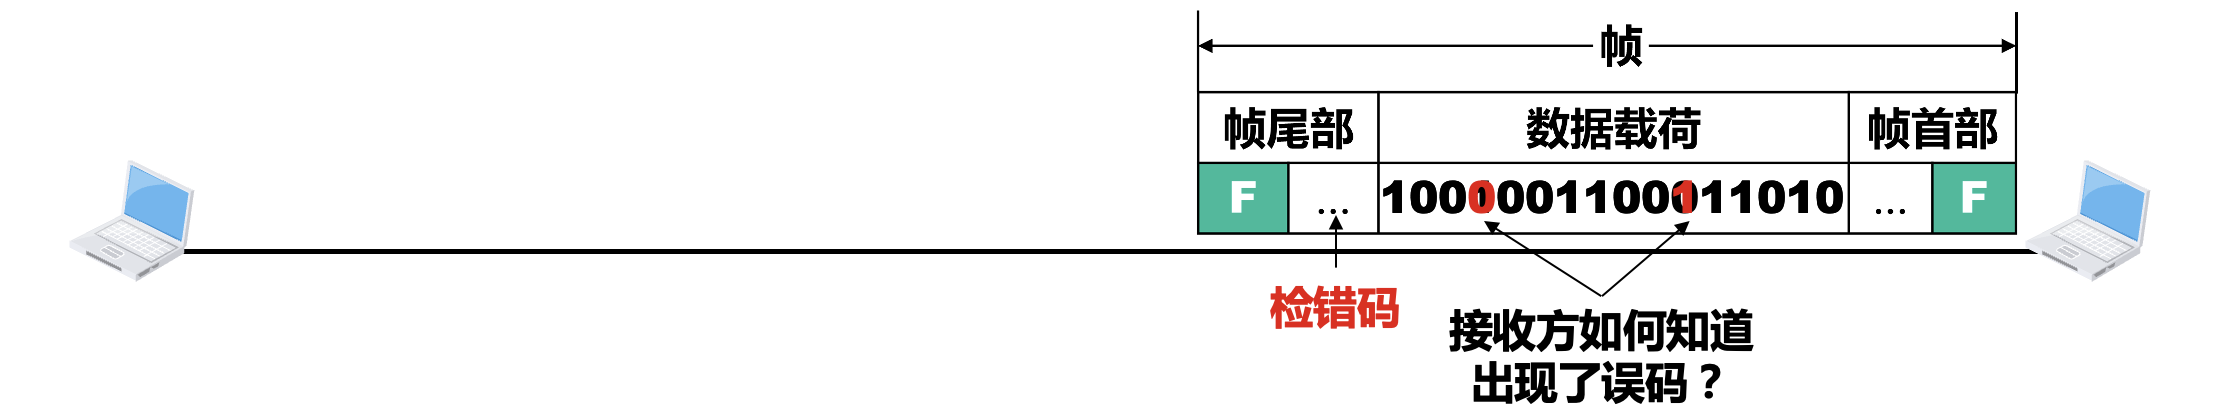 帧
帧尾部 数据载荷 帧首部
F ... 1000001100111010 ... F
检错码
接收方如何知道
出现了误码？